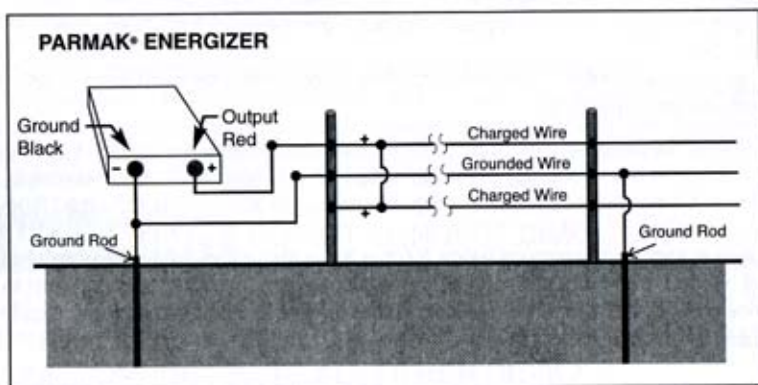 PARMAK® ENERGIZER
Ground
Black
Output
Red
- +
+ Charged Wire
Grounded Wire
+ Charged Wire
Ground Rod
Ground Rod